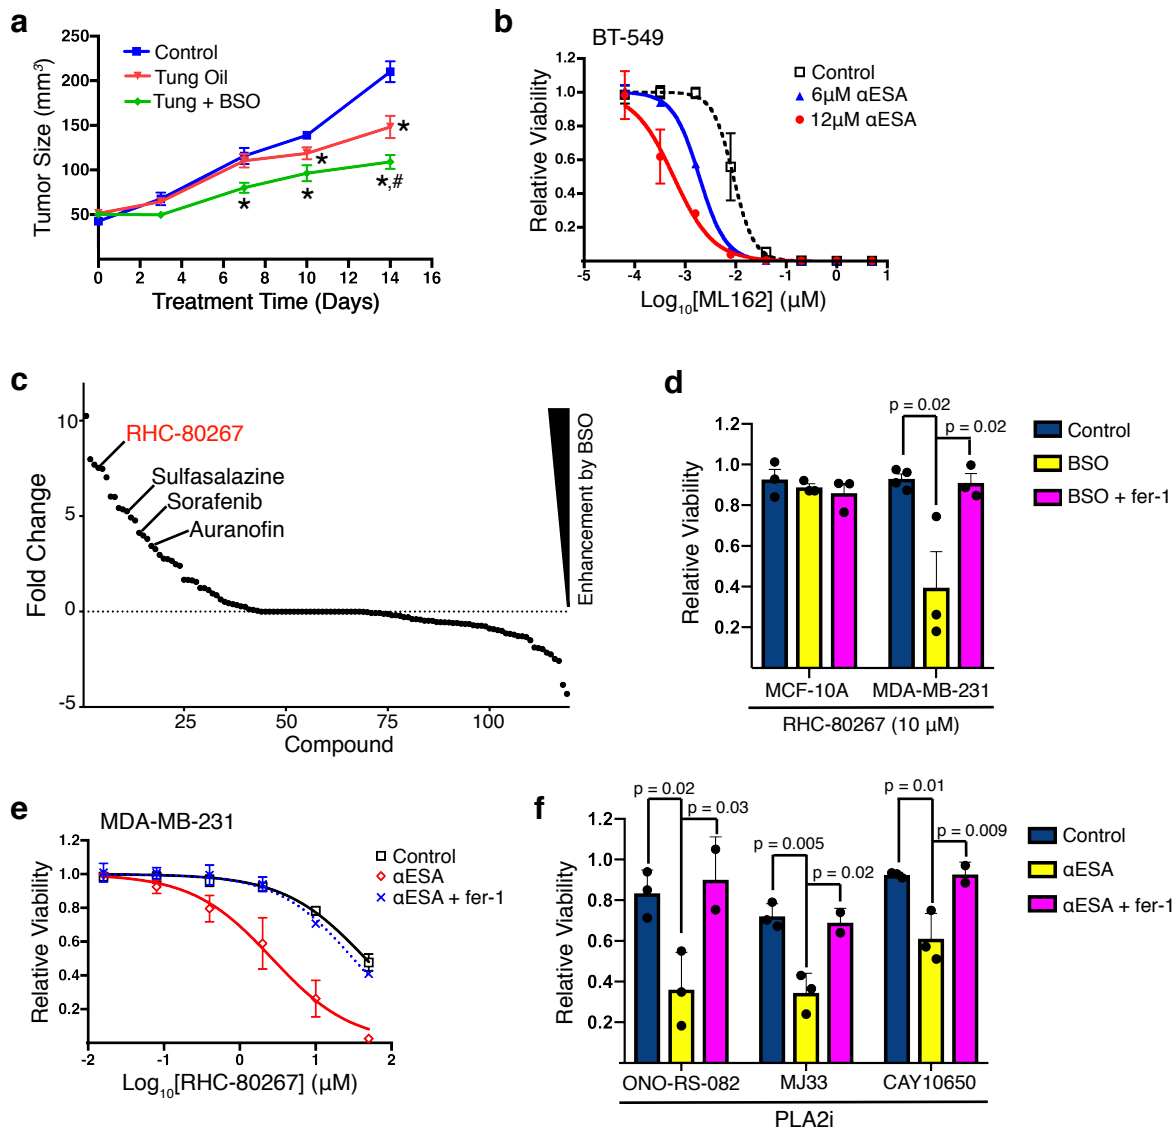 a
250
200
150
100
50
0
2
4
6
8
10
12
14
16
Tumor Size (mm³)
Treatment Time (Days)
Control
Tung Oil
Tung + BSO
*
*
*
*
*,#
b
BT-549
1.2
1.0
0.8
0.6
0.4
0.2
-5
-4
-3
-2
-1
0
1
Relative Viability
Log₁₀[ML162] (μM)
Control
6μM αESA
12μM αESA
c
10
5
0
-5
25
50
75
100
Fold Change
Compound
RHC-80267
Sulfasalazine
Sorafenib
Auranofin
Enhancement by BSO
d
1.2
1.0
0.8
0.6
0.4
0.2
Relative Viability
p = 0.02
p = 0.02
Control
BSO
BSO + fer-1
MCF-10A
MDA-MB-231
RHC-80267 (10 μM)
e
MDA-MB-231
1.2
1.0
0.8
0.6
0.4
0.2
-2
-1
0
1
2
Relative Viability
Log₁₀[RHC-80267] (μM)
Control
αESA
αESA + fer-1
f
1.2
1.0
0.8
0.6
0.4
0.2
Relative Viability
p = 0.02
p = 0.03
p = 0.005
p = 0.02
p = 0.01
p = 0.009
Control
αESA
αESA + fer-1
ONO-RS-082
MJ33
CAY10650
PLA2i